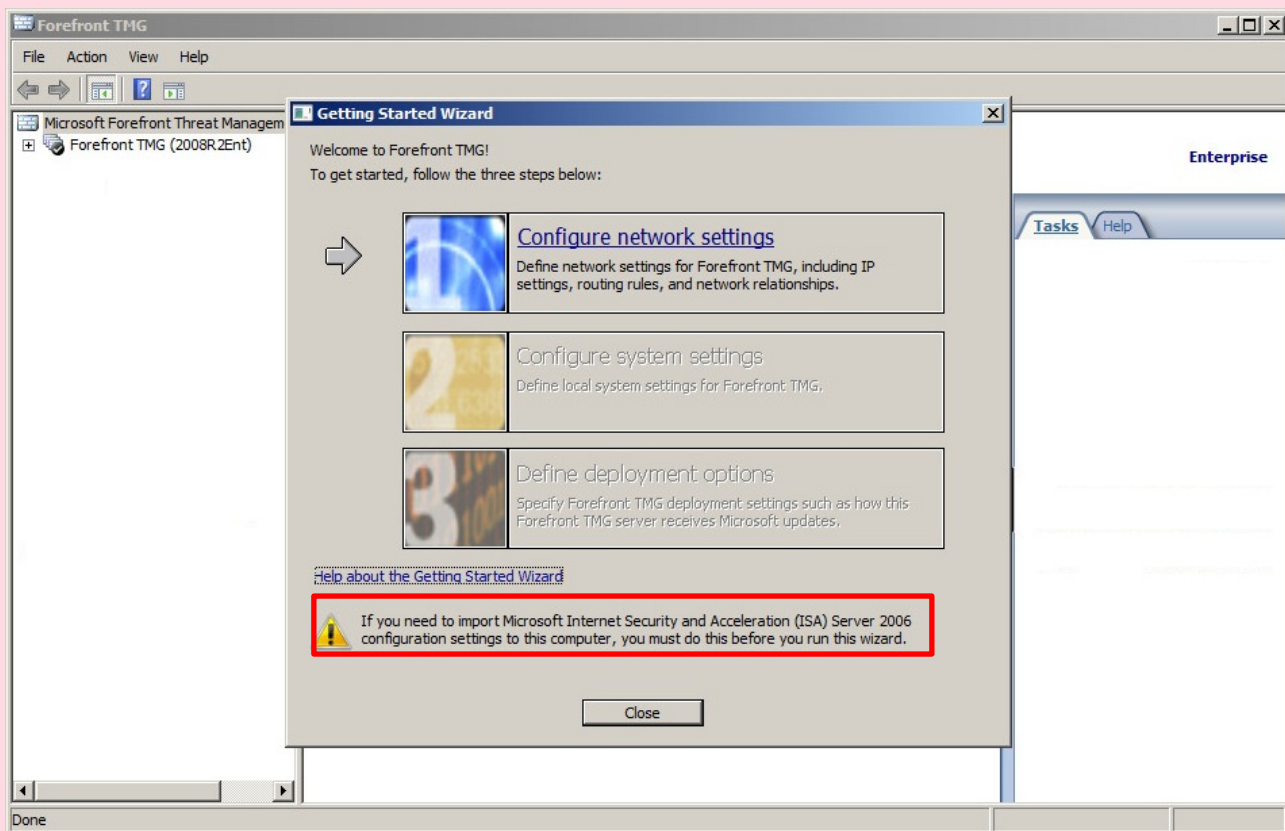 Forefront TMG
File Action View Help
Microsoft Forefront Threat Managem
Forefront TMG (2008R2Ent)
Getting Started Wizard
Welcome to Forefront TMG!
To get started, follow the three steps below:
1
Configure network settings
Define network settings for Forefront TMG, including IP
settings, routing rules, and network relationships.
2
Configure system settings
Define local system settings for Forefront TMG.
3
Define deployment options
Specify Forefront TMG deployment settings such as how this
Forefront TMG server receives Microsoft updates.
Help about the Getting Started Wizard
If you need to import Microsoft Internet Security and Acceleration (ISA) Server 2006
configuration settings to this computer, you must do this before you run this wizard.
Close
Enterprise
Tasks Help
Done